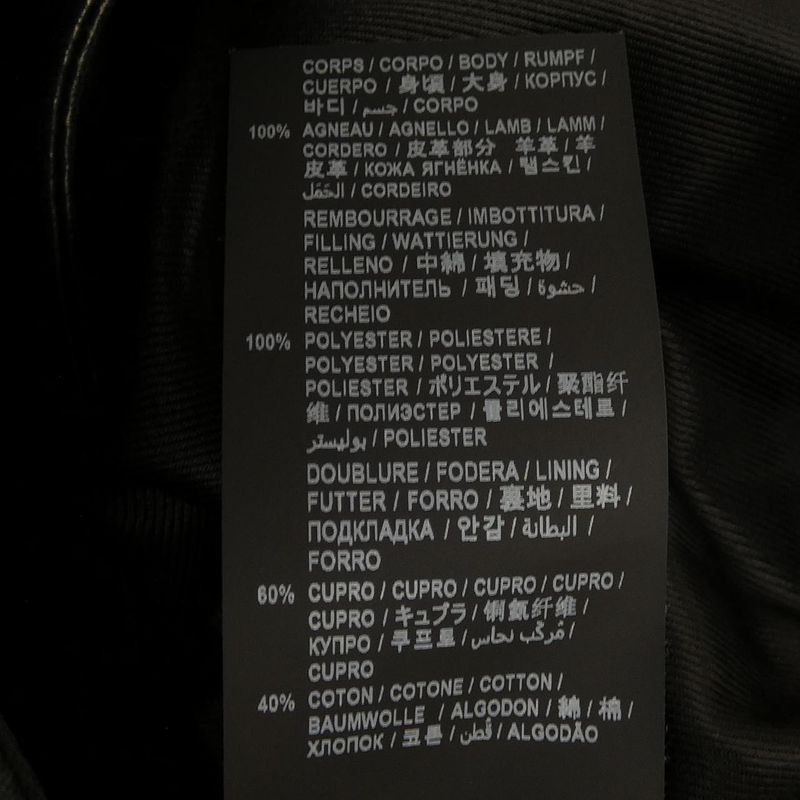 CORPS / CORPO / BODY / RUMPF /
CUERPO / 身頃 / 大身 / КОРПУС /
바디 / جسم / CORPO
100% AGNEAU / AGNELLO / LAMB / LAMM /
CORDERO / 皮革部分 羊革 / 羊
皮革 / КОЖА ЯГНЁНКА / 램스킨 /
الحَمَل / CORDEIRO
REMBOURRAGE / IMBOTTITURA /
FILLING / WATTIERUNG /
RELLENO / 中綿 / 填充物 /
НАПОЛНИТЕЛЬ / 패딩 / حشوة /
RECHEIO
100% POLYESTER / POLIESTERE /
POLYESTER / POLYESTER /
POLIESTER / ポリエステル / 聚酯纤
维 / ПОЛИЭСТЕР / 폴리에스테르 /
بوليستر / POLIESTER
DOUBLURE / FODERA / LINING /
FUTTER / FORRO / 裏地 / 里料 /
ПОДКЛАДКА / 안감 / البطانة /
FORRO
60% CUPRO / CUPRO / CUPRO / CUPRO /
CUPRO / キュプラ / 铜氨纤维 /
КУПРО / 쿠프로 / مُركّب نحاس /
CUPRO
40% COTON / COTONE / COTTON /
BAUMWOLLE / ALGODON / 綿 / 棉 /
ХЛОПОК / 코튼 / قُطن / ALGODÃO